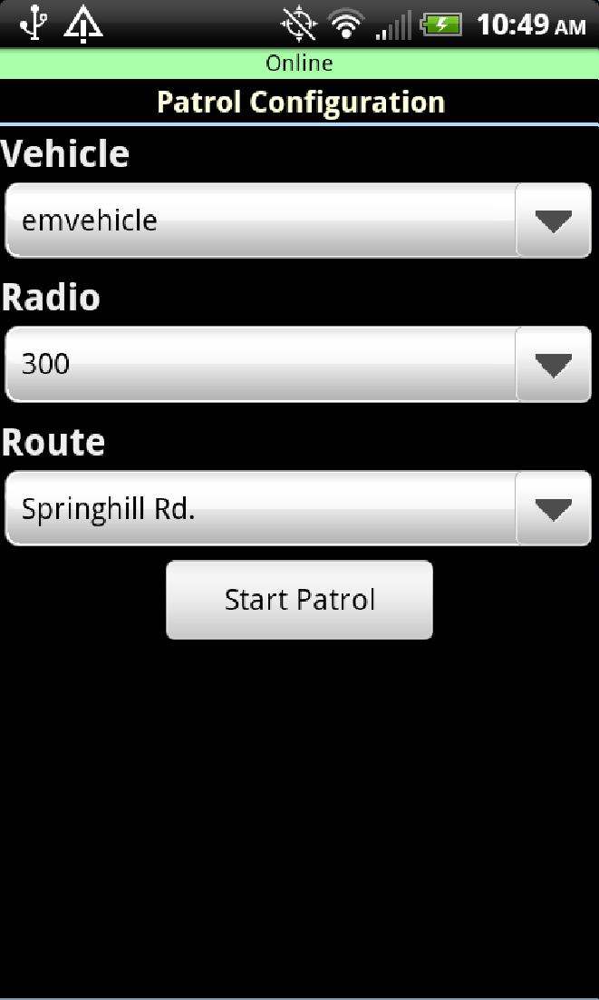 10:49 AM
Online
Patrol Configuration
Vehicle
emvehicle
Radio
300
Route
Springhill Rd.
Start Patrol